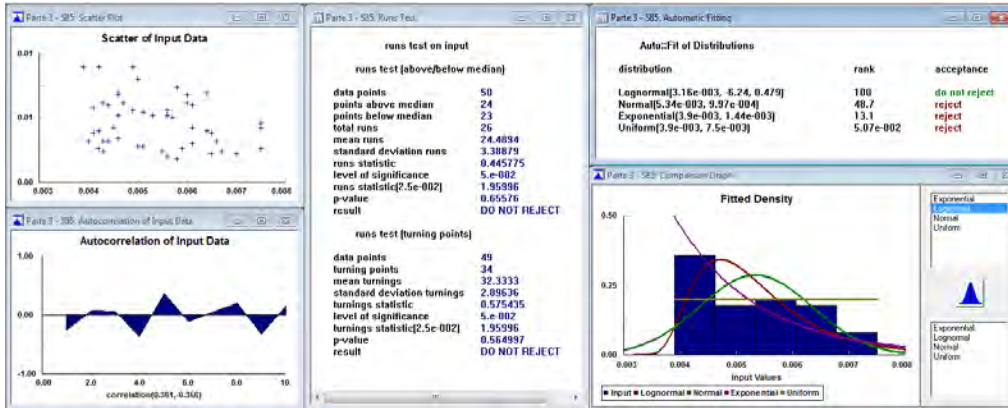 Parte 3 - S85: Scatter Plot
Scatter of Input Data
0.01
0.01
0.00
0.003 0.004 0.005 0.006 0.007 0.008
Parte 3 - S85: Autocorrelation of Input Data
Autocorrelation of Input Data
1.00
0.00
-1.00
0.00 2.0 4.0 6.0 8.0 10.
Parte 3 - S85: Runs Test
runs test on input
runs test (above/below median)
data points 50
points above median 24
points below median 23
total runs 26
mean runs 24.4894
standard deviation runs 3.38879
runs statistic 0.445775
level of significance 5.e-002
runs statistic(2.5e-002) 1.95996
p-value 0.65576
result DO NOT REJECT
runs test (turning points)
data points 49
turning points 34
mean turnings 32.3333
standard deviation turnings 2.89636
turnings statistic 0.575435
level of significance 5.e-002
turnings statistic(2.5e-002) 1.95996
p-value 0.564997
result DO NOT REJECT
Parte 3 - S85: Automatic Fitting
Auto::Fit of Distributions
distribution rank acceptance
Lognormal(3.16e-003, -6.24, 0.479) 100 do not reject
Normal(5.34e-003, 9.97e-004) 48.7 reject
Exponential(3.9e-003, 1.44e-003) 13.1 reject
Uniform(3.9e-003, 7.5e-003) 5.07e-002 reject
Parte 3 - S85: Comparison Graph
Fitted Density
0.50
0.25
0.00
0.003 0.004 0.005 0.006 0.007 0.008
Input Values
Input Lognormal Normal Exponential Uniform
Exponential
Lognormal
Normal
Uniform
Exponential
Lognormal
Normal
Uniform